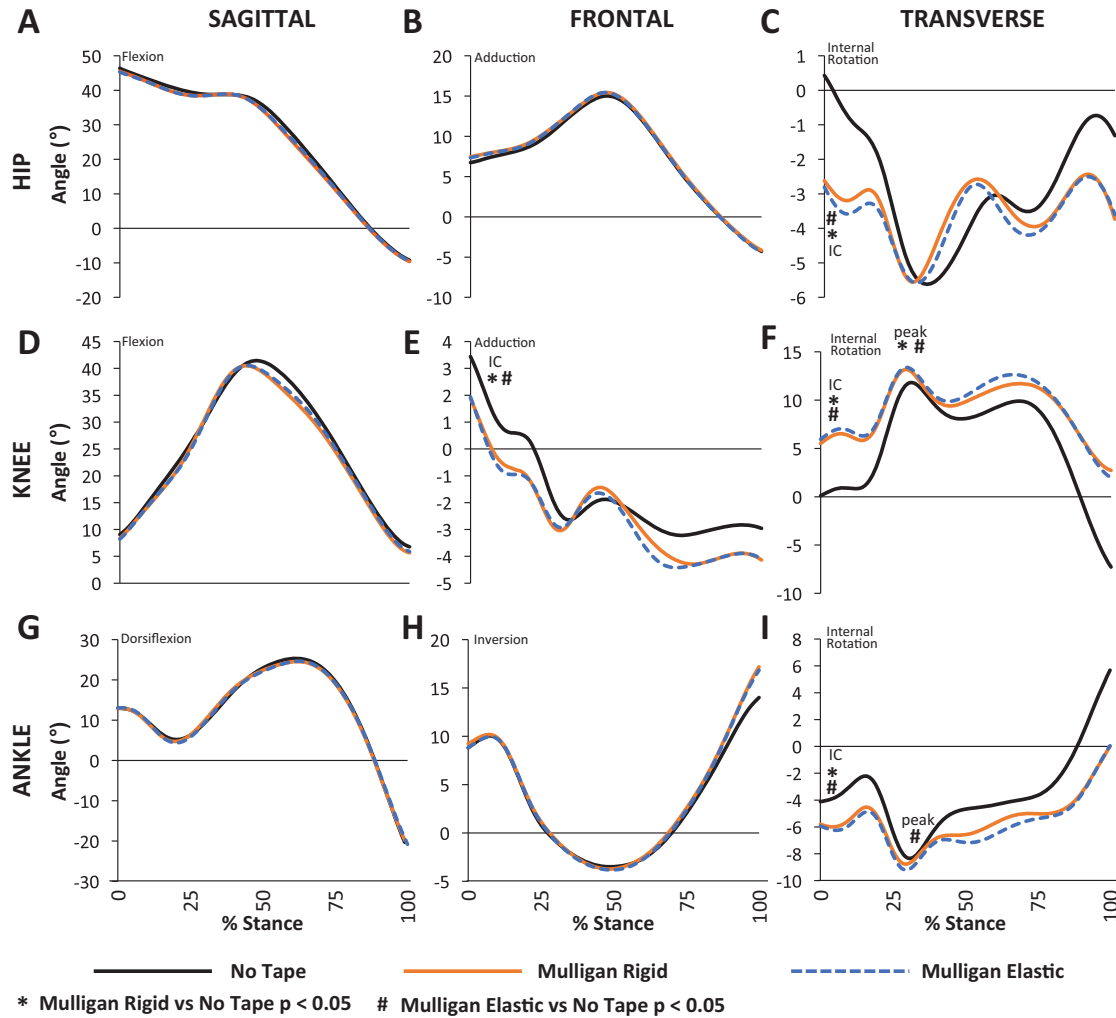 SAGITTAL
FRONTAL
TRANSVERSE
HIP
Angle (°)
A
Flexion
50
40
30
20
10
0
-10
-20
B
Adduction
20
15
10
5
0
-5
-10
C
Internal
Rotation
1
0
-1
-2
-3
-4
-5
-6
#
*
IC
KNEE
Angle (°)
D
Flexion
45
40
35
30
25
20
15
10
5
0
E
Adduction
4
3
2
1
0
-1
-2
-3
-4
-5
IC
* #
F
Internal
Rotation
15
10
5
0
-5
-10
IC
*
#
peak
* #
ANKLE
Angle (°)
G
Dorsiflexion
30
20
10
0
-10
-20
-30
0
25
50
75
100
% Stance
H
Inversion
20
15
10
5
0
-5
0
25
50
75
100
% Stance
I
Internal
Rotation
8
6
4
2
0
-2
-4
-6
-8
-10
IC
*
#
peak
#
0
25
50
75
100
% Stance
No Tape
Mulligan Rigid
Mulligan Elastic
* Mulligan Rigid vs No Tape p < 0.05
# Mulligan Elastic vs No Tape p < 0.05